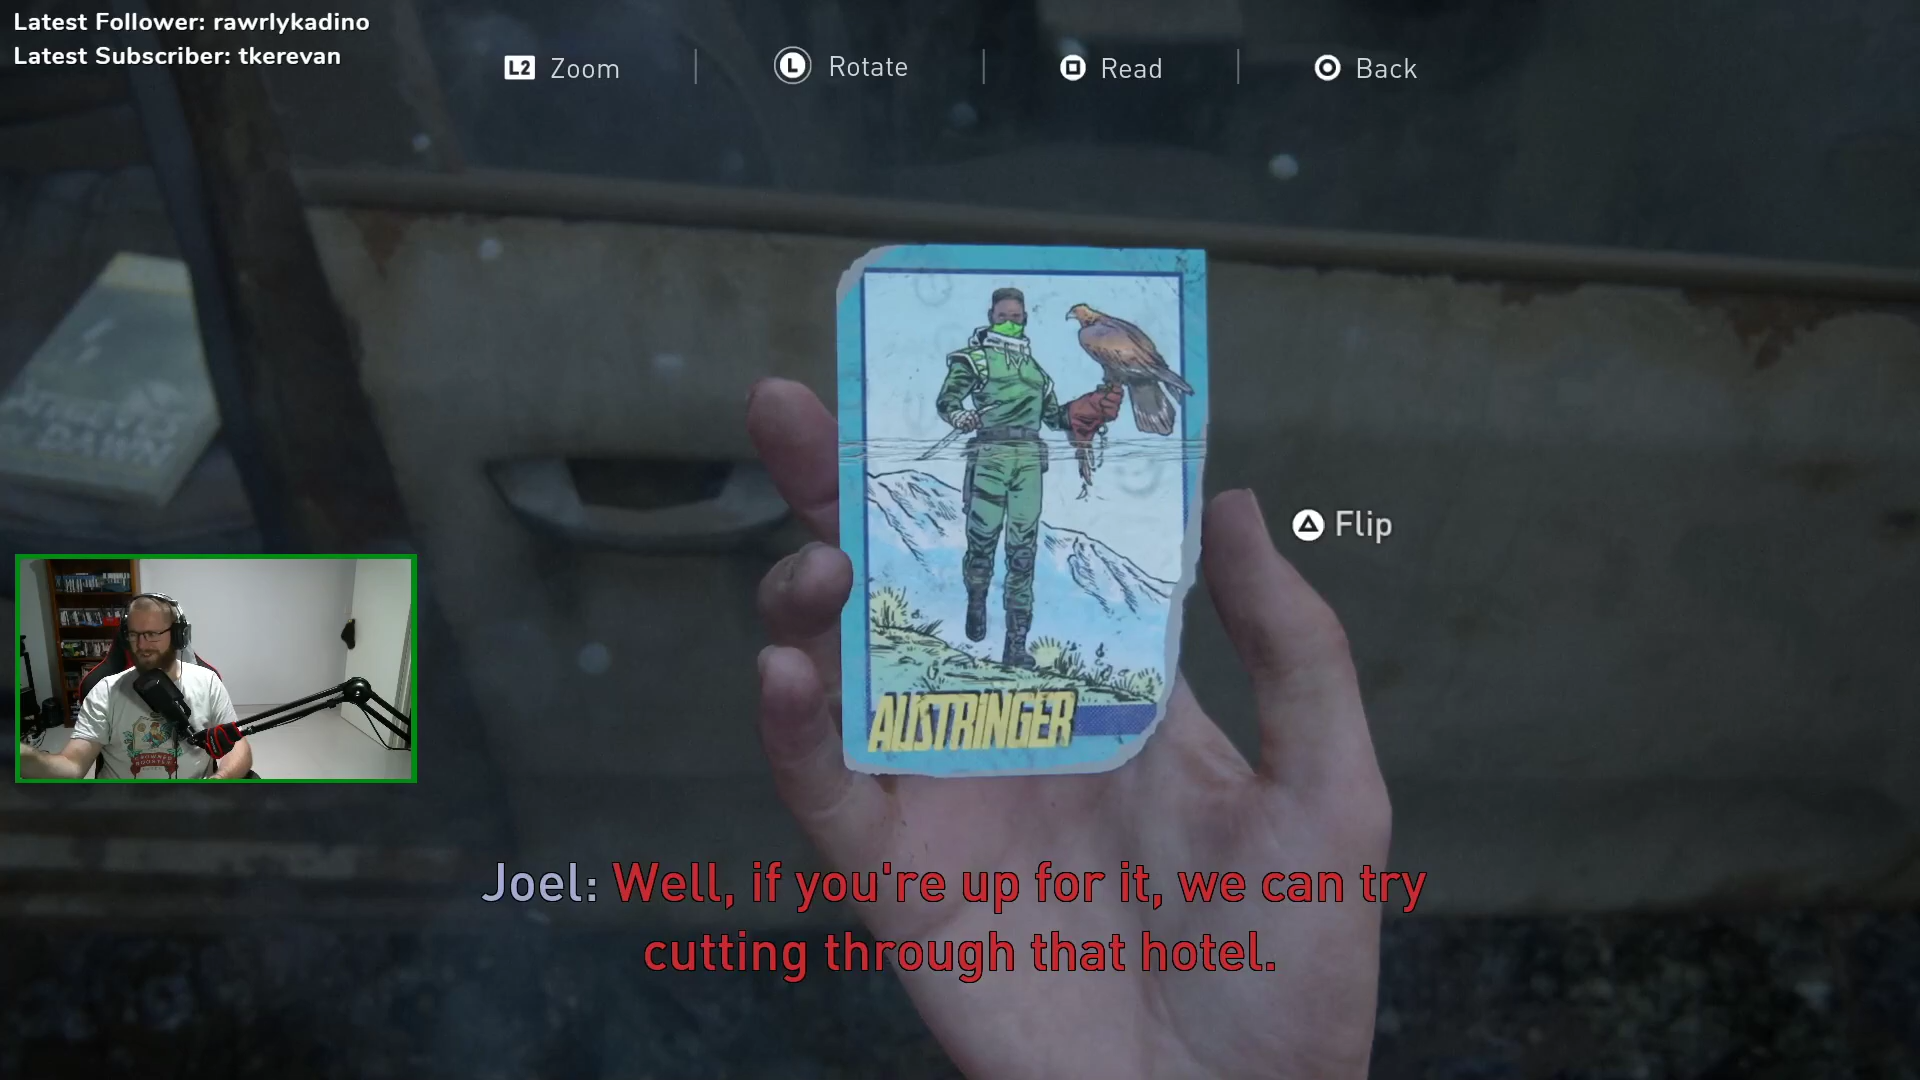 Latest Follower: rawrlykadino
Latest Subscriber: tkerevan
L2 Zoom
L Rotate
Read
Back
AUSTRINGER
Flip
Joel: Well, if you're up for it, we can try
cutting through that hotel.